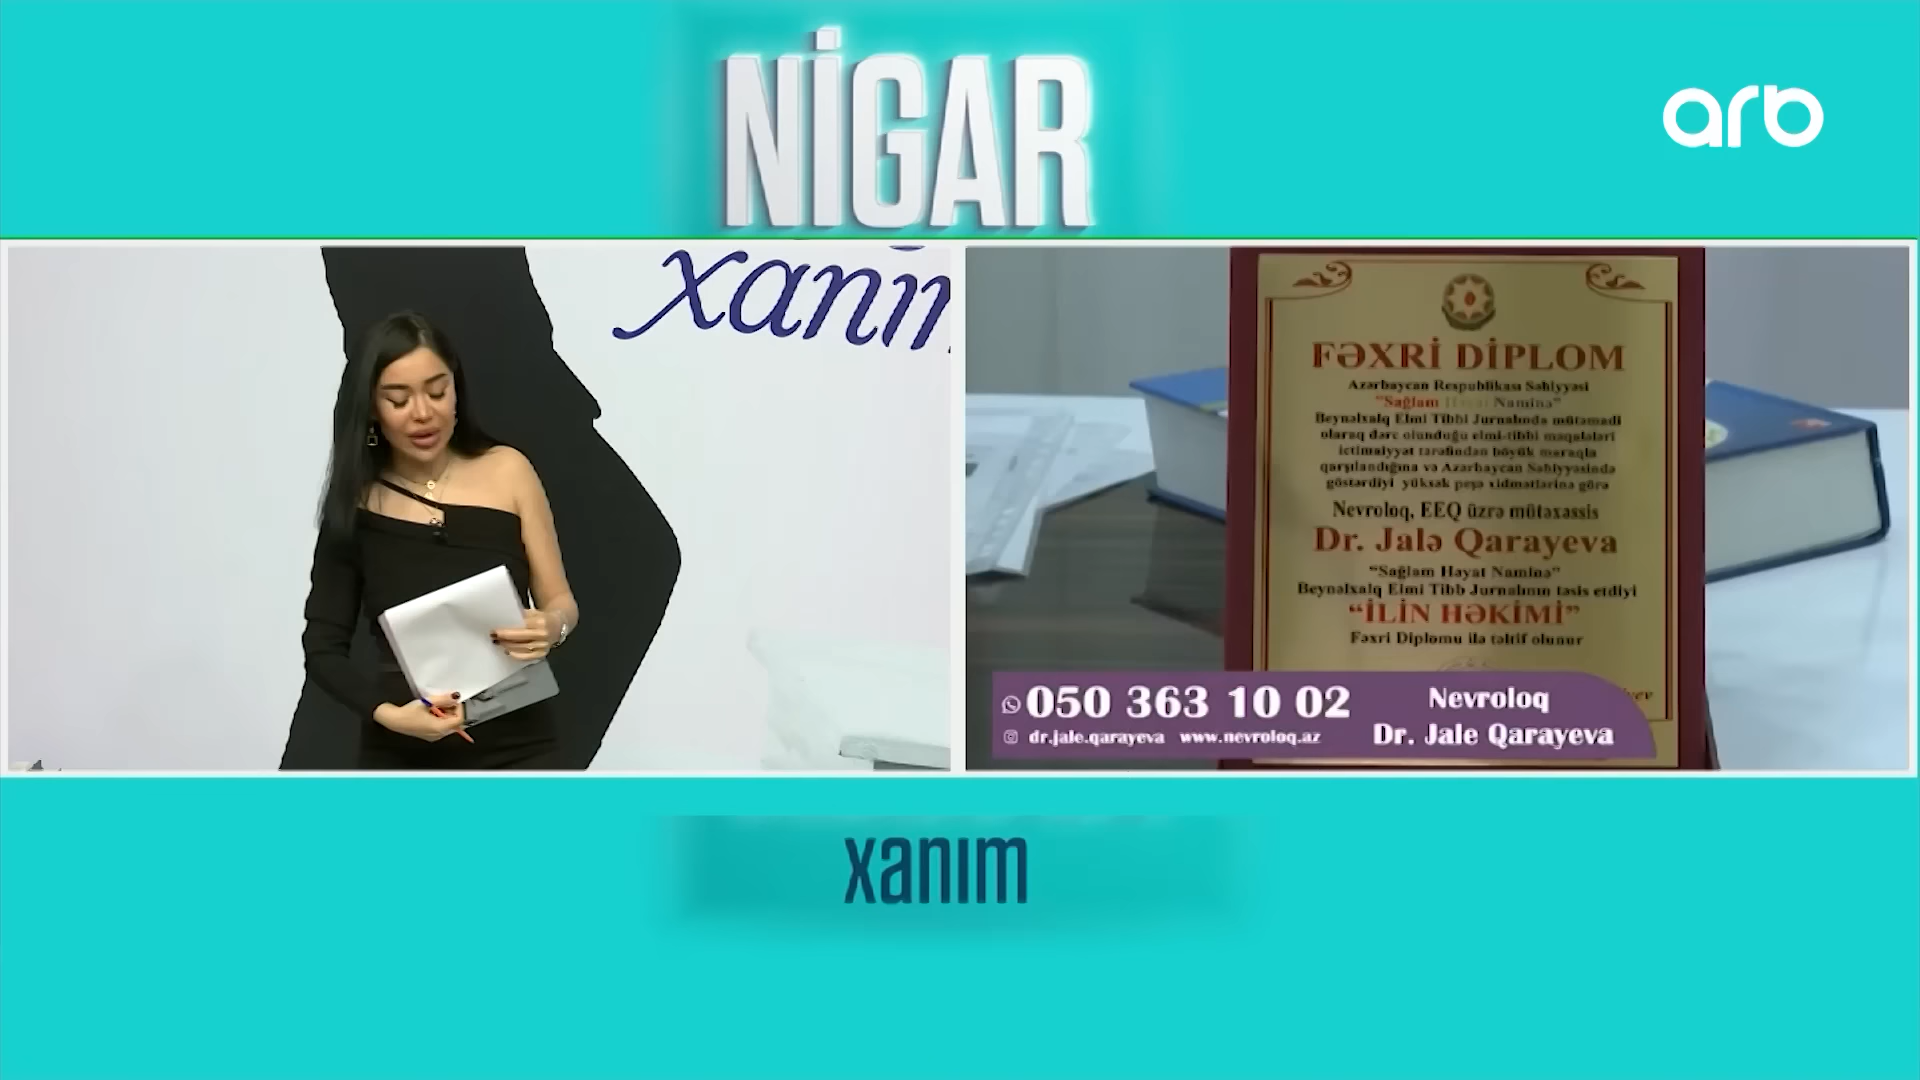 NİGAR
arb
xanım
FƏXRİ DİPLOM
Azərbaycan Respublikası Səhiyyəsi
"Sağlam Həyat Naminə"
Beynəlxalq Elmi Tibbi Jurnalında mütəmadi
olaraq dərc olunduğu elmi-tibbi məqalələri
ictimaiyyət tərəfindən böyük maraqla
qarşılandığına və Azərbaycan Səhiyyəsində
göstərdiyi yüksək peşə xidmətlərinə görə
Nevroloq, EEQ üzrə mütəxəssis
Dr. Jalə Qarayeva
"Sağlam Həyat Naminə"
Beynəlxalq Elmi Tibb Jurnalının təsis etdiyi
"İLİN HƏKİMİ"
Fəxri Diplomu ilə təltif olunur
050 363 10 02
dr.jale.qarayeva www.nevroloq.az
Nevroloq
Dr. Jale Qarayeva
xanım